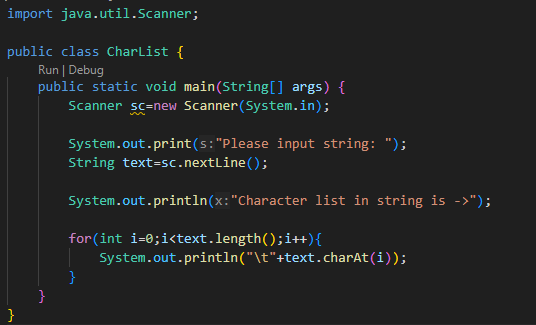 import java.util.Scanner;
public class CharList {
Run | Debug
public static void main(String[] args) {
Scanner sc=new Scanner(System.in);
System.out.print(s:"Please input string: ");
String text=sc.nextLine();
System.out.println(x:"Character list in string is ->");
for(int i=0;i<text.length();i++){
System.out.println("\t"+text.charAt(i));
}
}
}